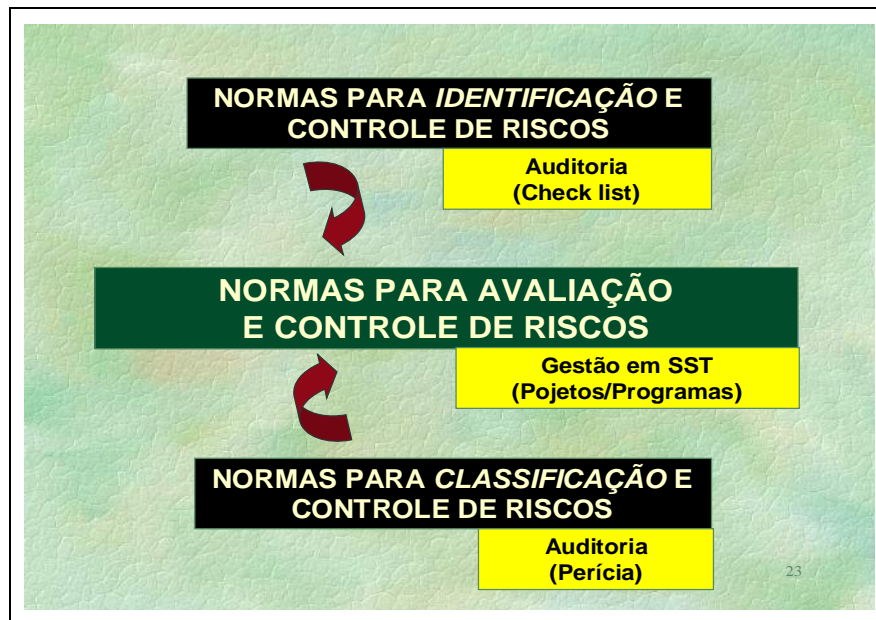 NORMAS PARA IDENTIFICAÇÃO E
CONTROLE DE RISCOS
Auditoria
(Check list)
NORMAS PARA AVALIAÇÃO
E CONTROLE DE RISCOS
Gestão em SST
(Pojetos/Programas)
NORMAS PARA CLASSIFICAÇÃO E
CONTROLE DE RISCOS
Auditoria
(Perícia)
23